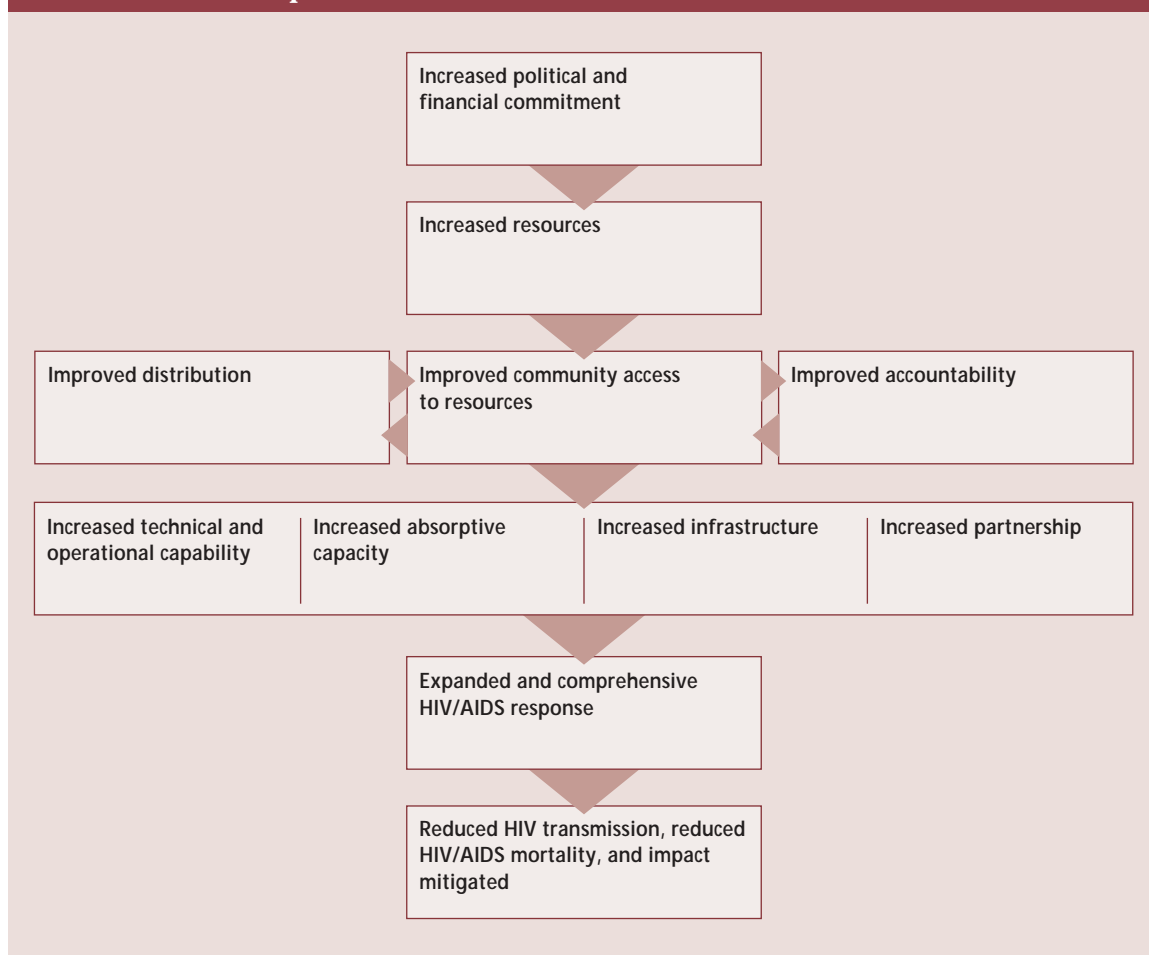 Increased political and
financial commitment
Increased resources
Improved distribution
Improved community access
to resources
Improved accountability
Increased technical and
operational capability
Increased absorptive
capacity
Increased infrastructure
Increased partnership
Expanded and comprehensive
HIV/AIDS response
Reduced HIV transmission, reduced
HIV/AIDS mortality, and impact
mitigated